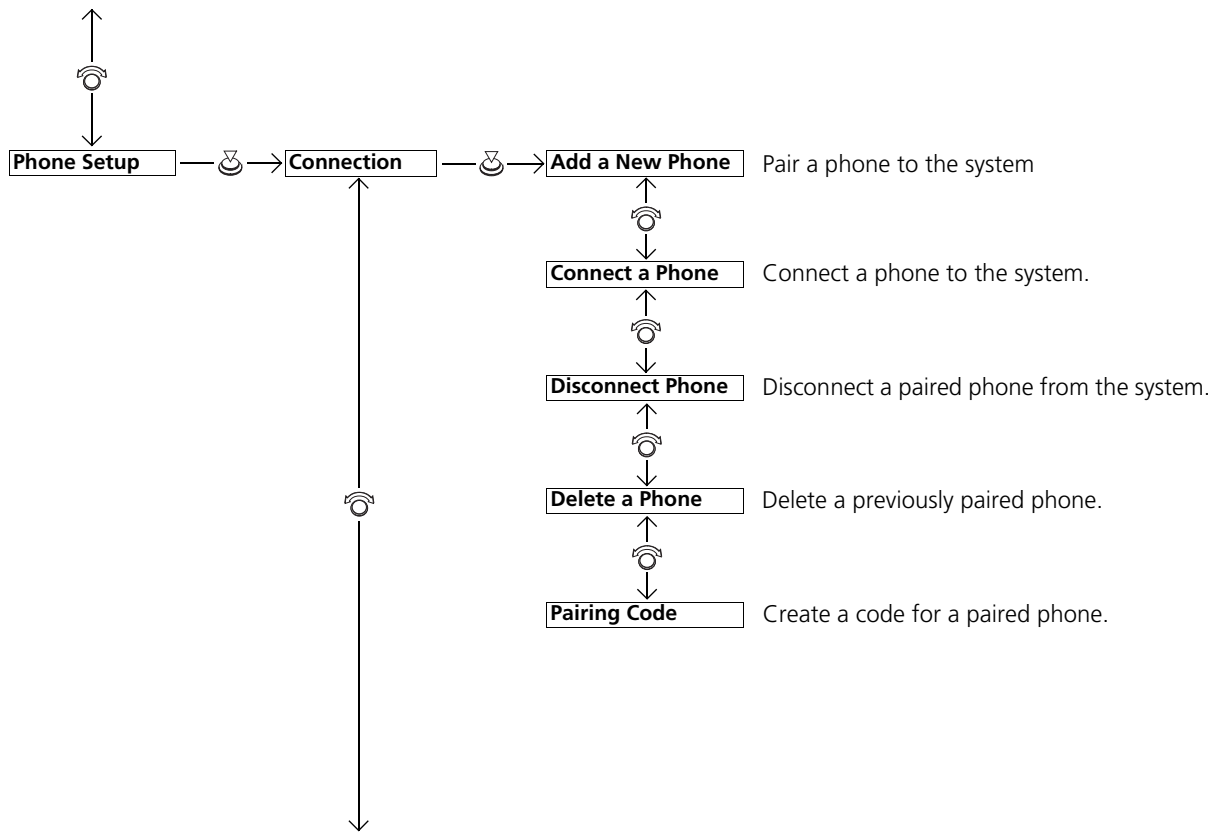 Phone Setup
Connection
Add a New Phone
Pair a phone to the system
Connect a Phone
Connect a phone to the system.
Disconnect Phone
Disconnect a paired phone from the system.
Delete a Phone
Delete a previously paired phone.
Pairing Code
Create a code for a paired phone.